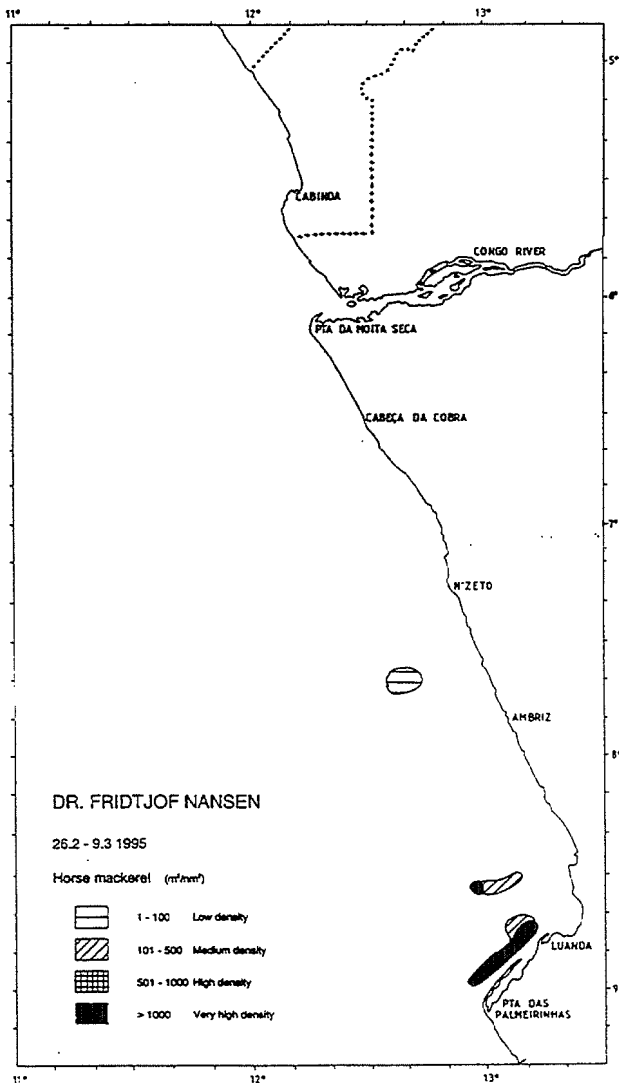 11° 12° 13°
5°
CABINDA
CONGO RIVER
6°
PTA DA MOITA SECA
CABEÇA DA COBRA
7°
N'ZETO
AMBRIZ
8°
DR. FRIDTJOF NANSEN
26.2 - 9.3 1995
Horse mackerel (m²/nm²)
1 - 100 Low density
101 - 500 Medium density
501 - 1000 High density
> 1000 Very high density
LUANDA
9°
PTA DAS
PALMEIRINHAS
11° 12° 13°